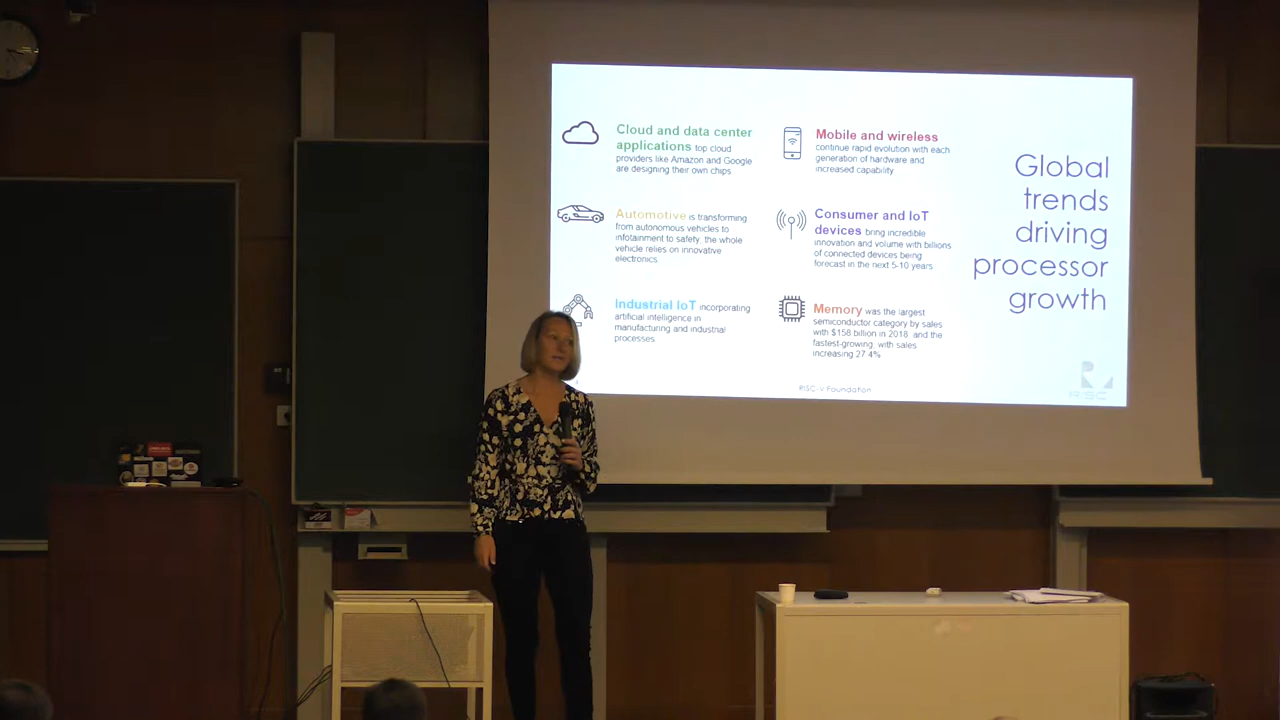 Cloud and data center
applications top cloud
providers like Amazon and Google
are designing their own chips
Automotive is transforming
from autonomous vehicles to
infotainment to safety, the whole
vehicle relies on innovative
electronics
Industrial IoT incorporating
artificial intelligence in
manufacturing and industrial
processes
Mobile and wireless
continue rapid evolution with each
generation of hardware and
increased capability
Consumer and IoT
devices bring incredible
innovation and volume with billions
of connected devices being
forecast in the next 5-10 years
Memory was the largest
semiconductor category by sales
with $158 billion in 2018, and the
fastest-growing, with sales
increasing 27.4%
Global
trends
driving
processor
growth
RISC-V Foundation
RISC